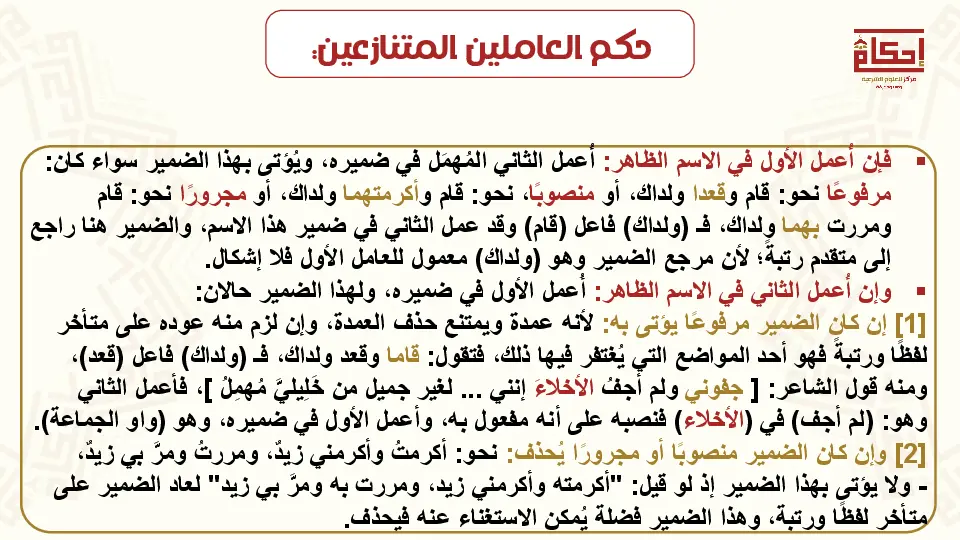 حكم العاملين المتنازعين:
إحكام
مركز للعلوم الشرعية
▪ فإن أُعمل الأول في الاسم الظاهر: أُعمل الثاني المُهمَل في ضميره، ويُؤتى بهذا الضمير سواء كان:
مرفوعًا نحو: قام وقعدا ولداك، أو منصوبًا، نحو: قام وأكرمتهما ولداك، أو مجرورًا نحو: قام
ومررت بهما ولداك، فـ (ولداك) فاعل (قام) وقد عمل الثاني في ضمير هذا الاسم، والضمير هنا راجع
إلى متقدم رتبةً؛ لأن مرجع الضمير وهو (ولداك) معمول للعامل الأول فلا إشكال.
▪ وإن أُعمل الثاني في الاسم الظاهر: أُعمل الأول في ضميره، ولهذا الضمير حالان:
[1] إن كان الضمير مرفوعًا يؤتى به: لأنه عمدة ويمتنع حذف العمدة، وإن لزم منه عوده على متأخر
لفظًا ورتبةً فهو أحد المواضع التي يُغتفر فيها ذلك، فتقول: قاما وقعد ولداك، فـ (ولداك) فاعل (قعد)،
ومنه قول الشاعر: [ جفوني ولم أجفُ الأخلاءَ إنني ... لغير جميل من خَلِيليَّ مُهمِلُ ]، فأعمل الثاني
وهو: (لم أجف) في (الأخلاء) فنصبه على أنه مفعول به، وأعمل الأول في ضميره، وهو (واو الجماعة).
[2] وإن كان الضمير منصوبًا أو مجرورًا يُحذف: نحو: أكرمتُ وأكرمني زيدٌ، ومررتُ ومرَّ بي زيدٌ،
- ولا يؤتى بهذا الضمير إذ لو قيل: "أكرمته وأكرمني زيد، ومررت به ومرَّ بي زيد" لعاد الضمير على
متأخر لفظًا ورتبة، وهذا الضمير فضلة يُمكن الاستغناء عنه فيحذف.